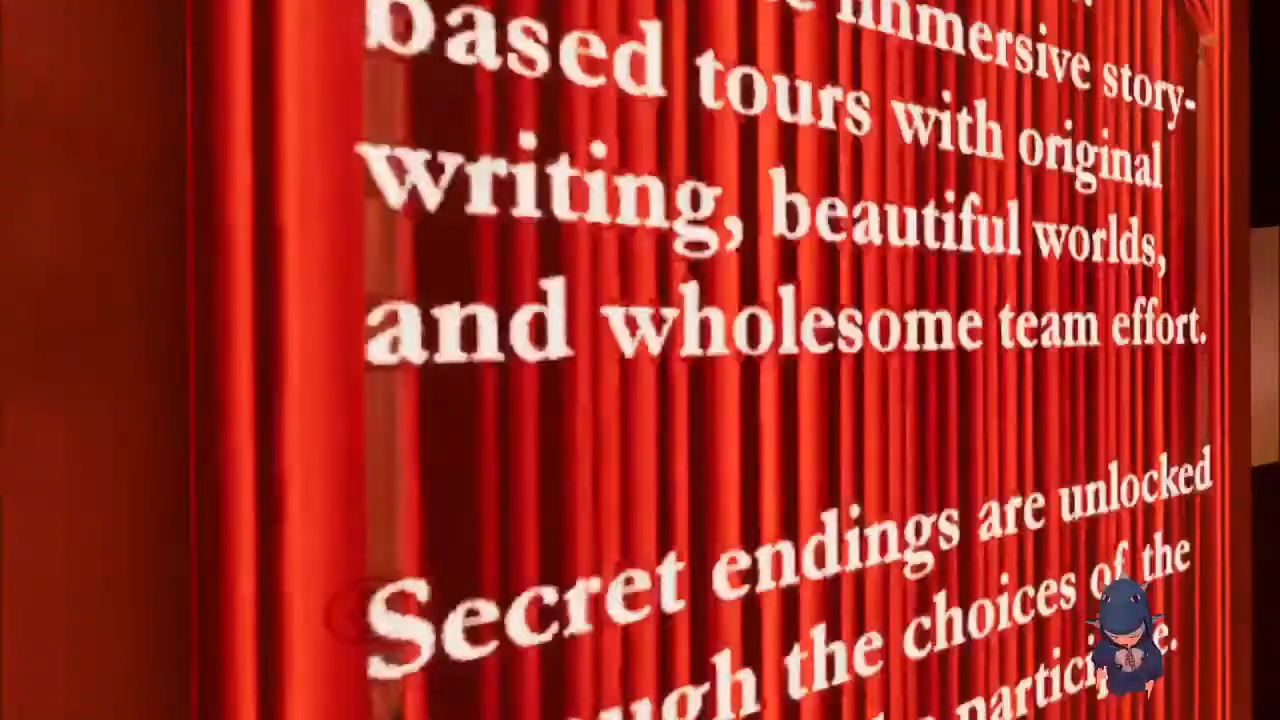 immersive story-
based tours with original
writing, beautiful worlds,
and wholesome team effort.
Secret endings are unlocked
the choices of the